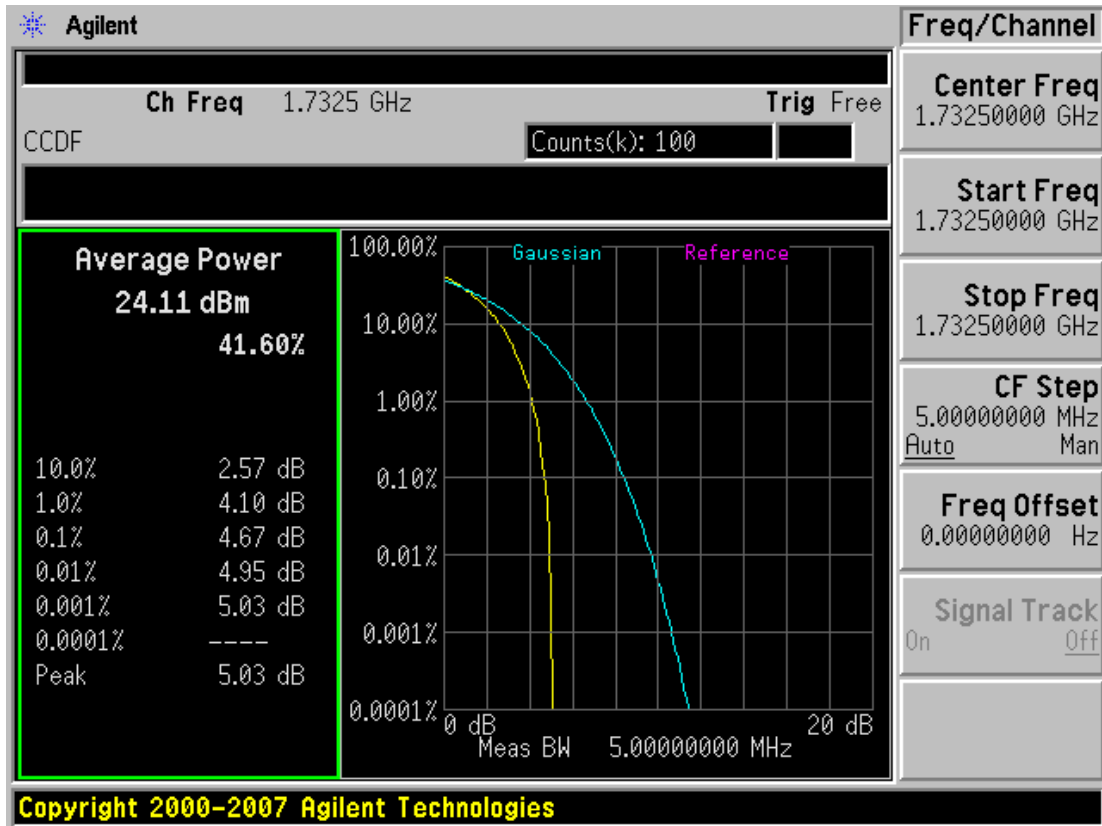 Agilent
Freq/Channel
Ch Freq 1.7325 GHz Trig Free
CCDF Counts(k): 100
Center Freq
1.73250000 GHz
Start Freq
1.73250000 GHz
Stop Freq
1.73250000 GHz
CF Step
5.00000000 MHz
Auto Man
Freq Offset
0.00000000 Hz
Signal Track
On Off
Average Power
24.11 dBm
41.60%
10.0% 2.57 dB
1.0% 4.10 dB
0.1% 4.67 dB
0.01% 4.95 dB
0.001% 5.03 dB
0.0001% ----
Peak 5.03 dB
Gaussian Reference
100.00%
10.00%
1.00%
0.10%
0.01%
0.001%
0.0001%
0 dB 20 dB
Meas BW 5.00000000 MHz
Copyright 2000-2007 Agilent Technologies